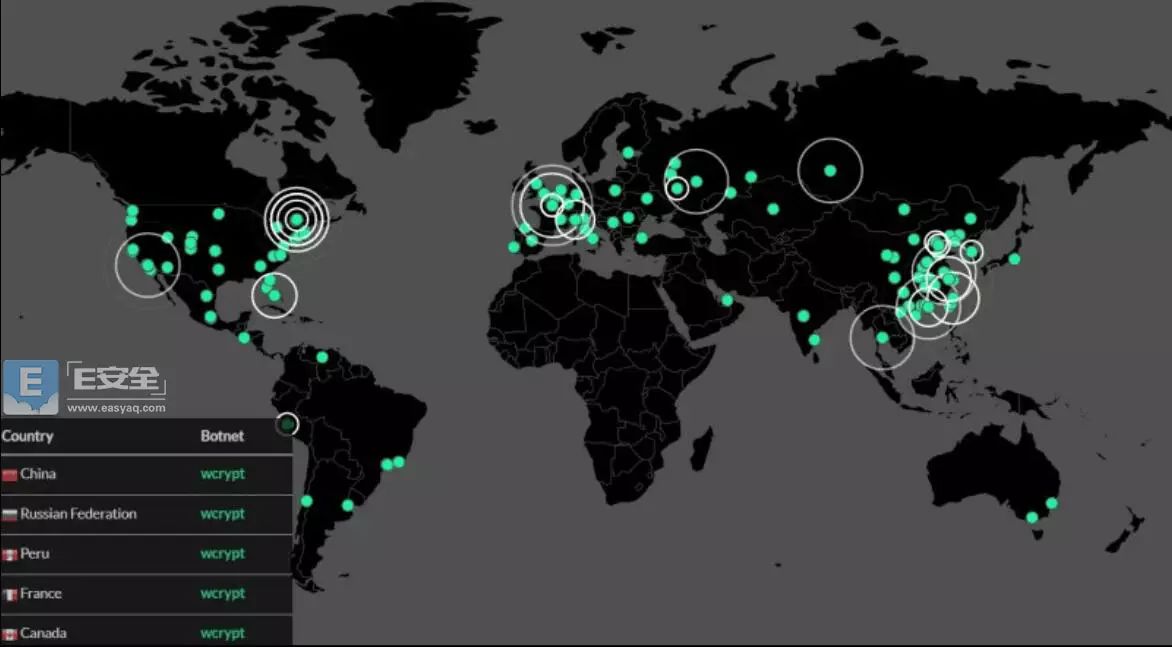 E
E安全
www.easyaq.com
Country Botnet
China wcrypt
Russian Federation wcrypt
Peru wcrypt
France wcrypt
Canada wcrypt